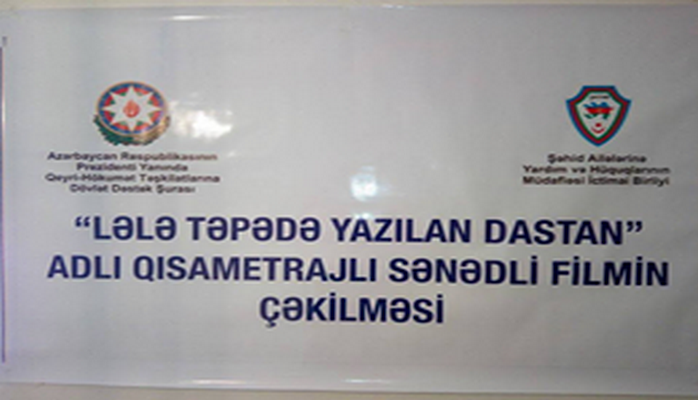 Azərbaycan Respublikasının
Prezidenti Yanında
Qeyri-Hökumət Təşkilatlarına
Dövlət Dəstək Şurası
Şəhid Ailələrinə
Yardım və Hüquqlarının
Müdafiəsi İctimai Birliyi
“LƏLƏ TƏPƏDƏ YAZILAN DASTAN”
ADLI QISAMETRAJLI SƏNƏDLİ FİLMİN
ÇƏKİLMƏSİ